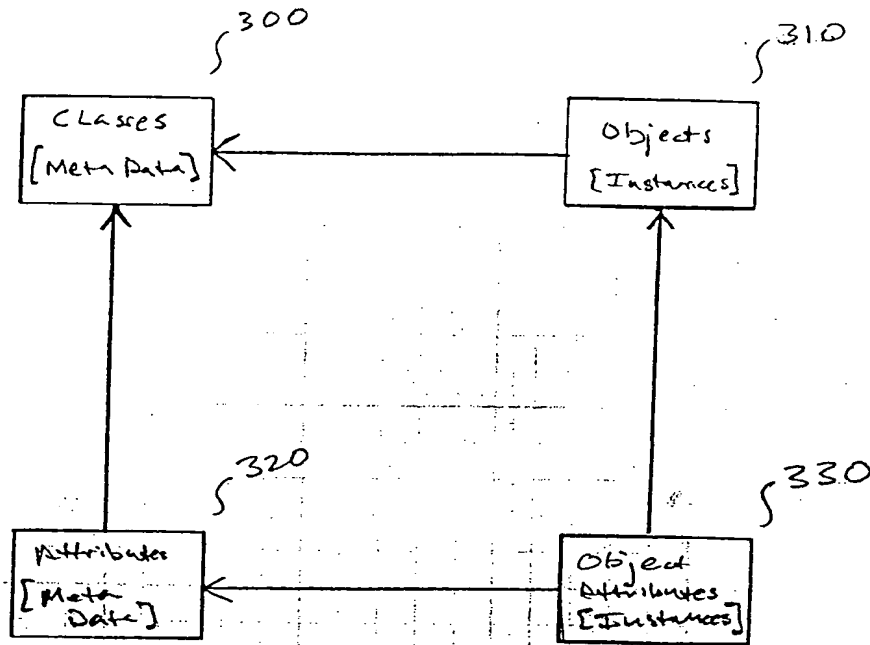 300
310
Classes
[Meta Data]
Objects
[Instances]
320
330
Attributes
[Meta
Data]
Object
Attributes
[Instances]